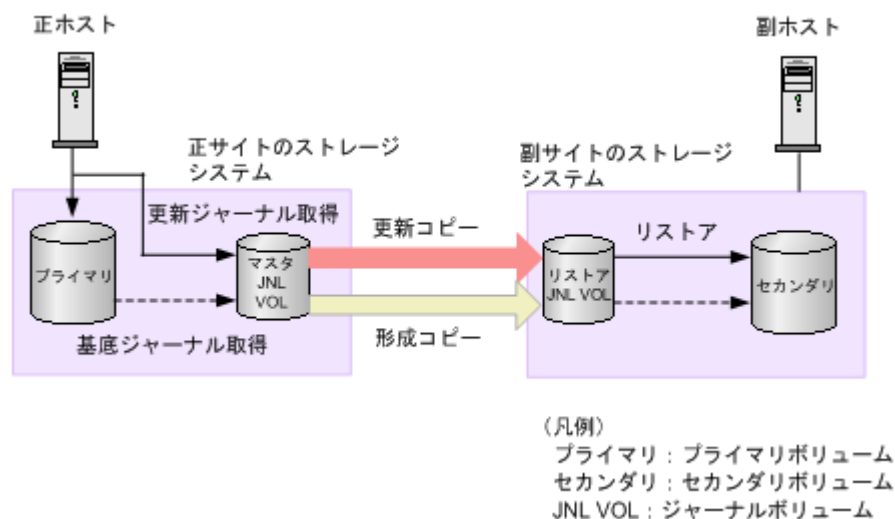 正ホスト
副ホスト
正サイトのストレージ
システム
副サイトのストレージ
システム
更新ジャーナル取得
更新コピー
リストア
プライマリ
マスタ
JNL
VOL
リストア
JNL VOL
セカンダリ
基底ジャーナル取得
形成コピー
（凡例）
プライマリ：プライマリボリューム
セカンダリ：セカンダリボリューム
JNL VOL：ジャーナルボリューム